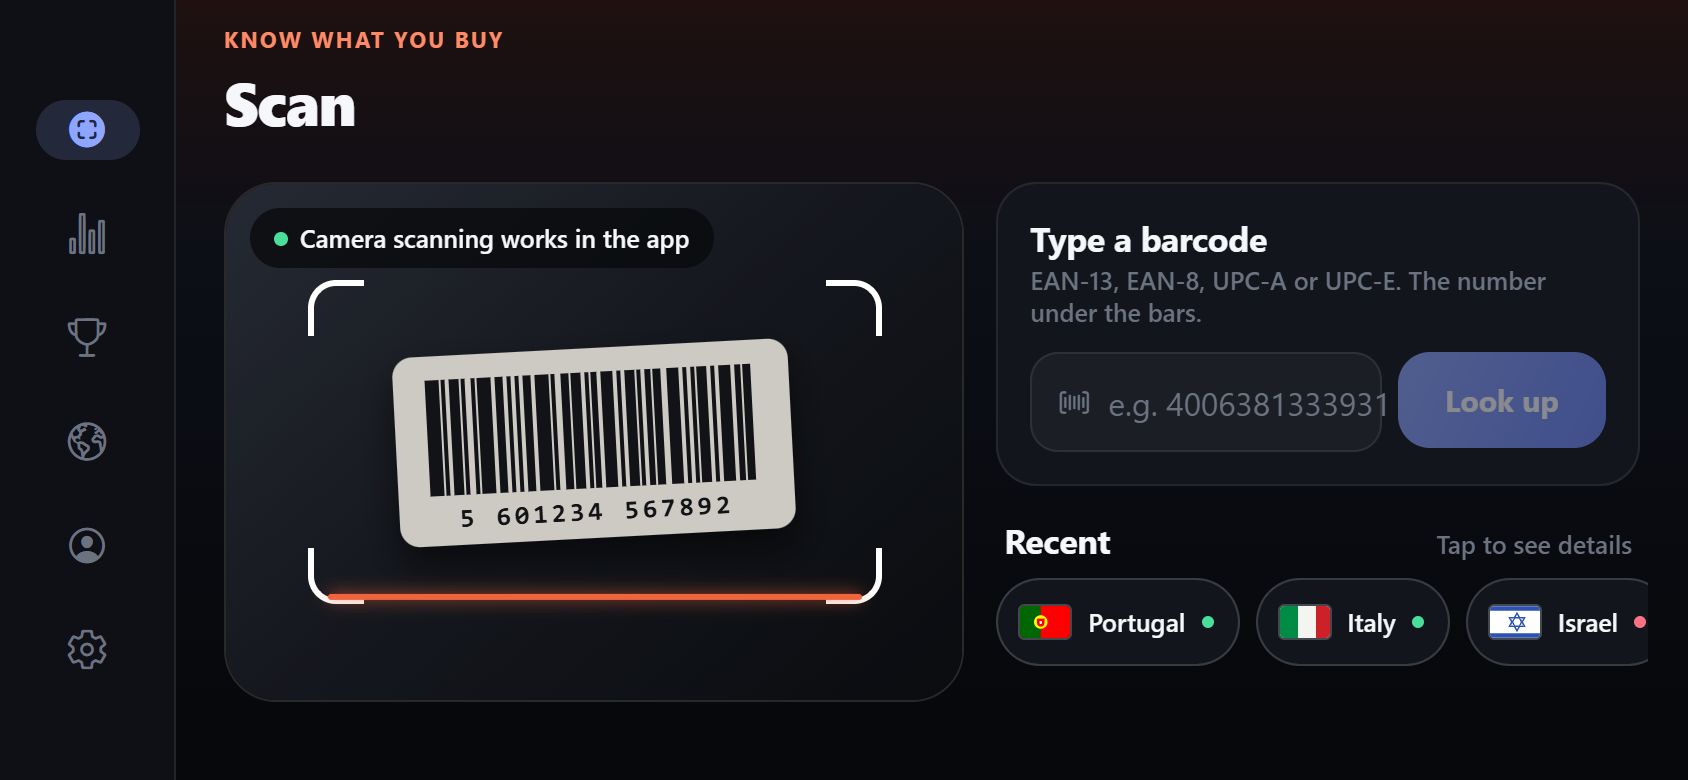 KNOW WHAT YOU BUY
Scan
Camera scanning works in the app
5 601234 567892
Type a barcode
EAN-13, EAN-8, UPC-A or UPC-E. The number
under the bars.
e.g. 4006381333931
Look up
Recent
Tap to see details
Portugal
Italy
Israel